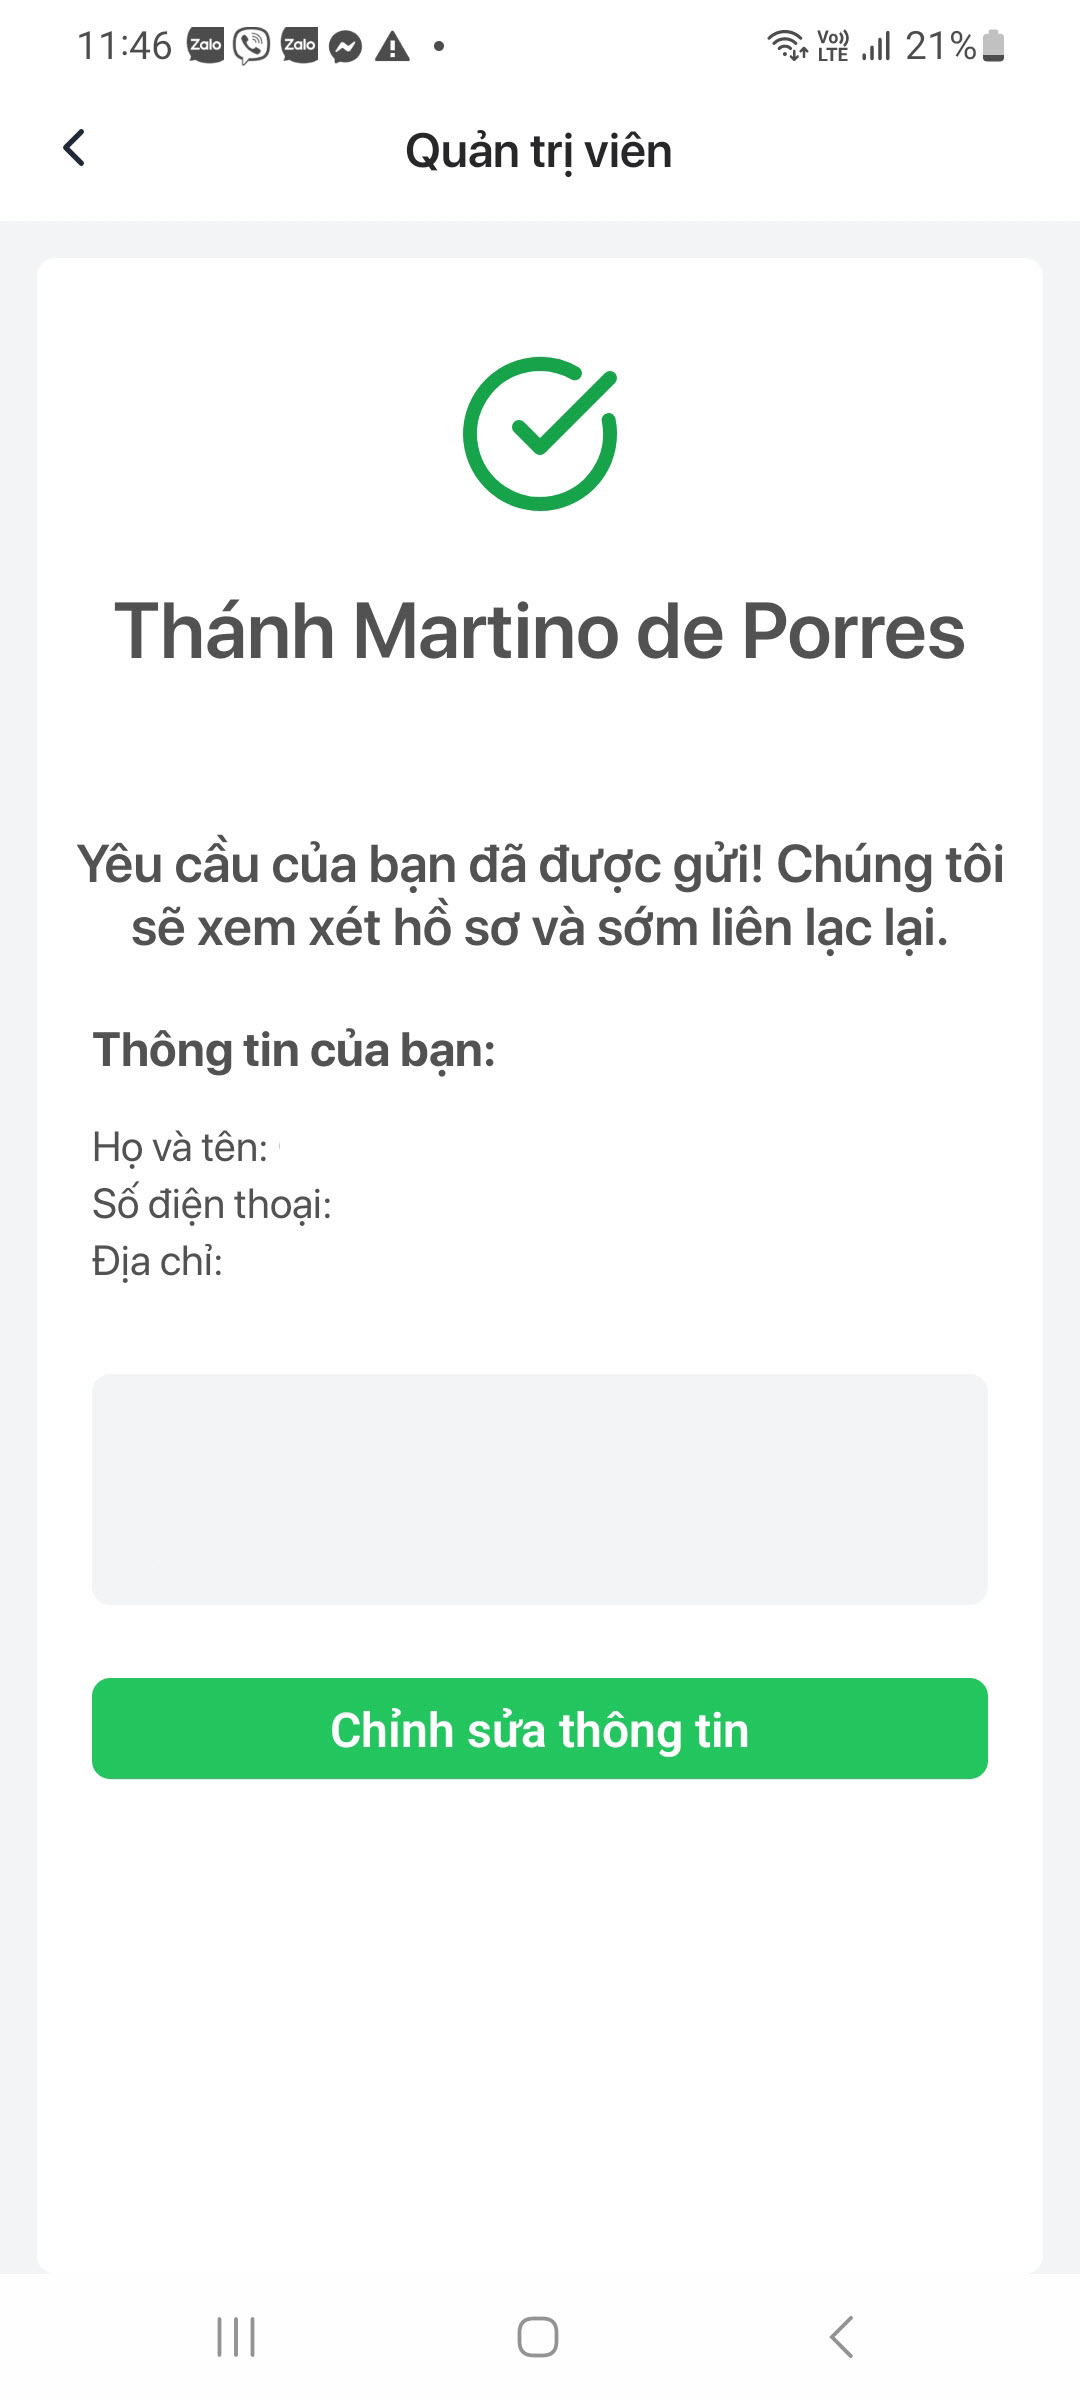 11:46 Zalo Zalo Vo)) LTE 21%
Quản trị viên
Thánh Martino de Porres
Yêu cầu của bạn đã được gửi! Chúng tôi
sẽ xem xét hồ sơ và sớm liên lạc lại.
Thông tin của bạn:
Họ và tên:
Số điện thoại:
Địa chỉ:
Chỉnh sửa thông tin